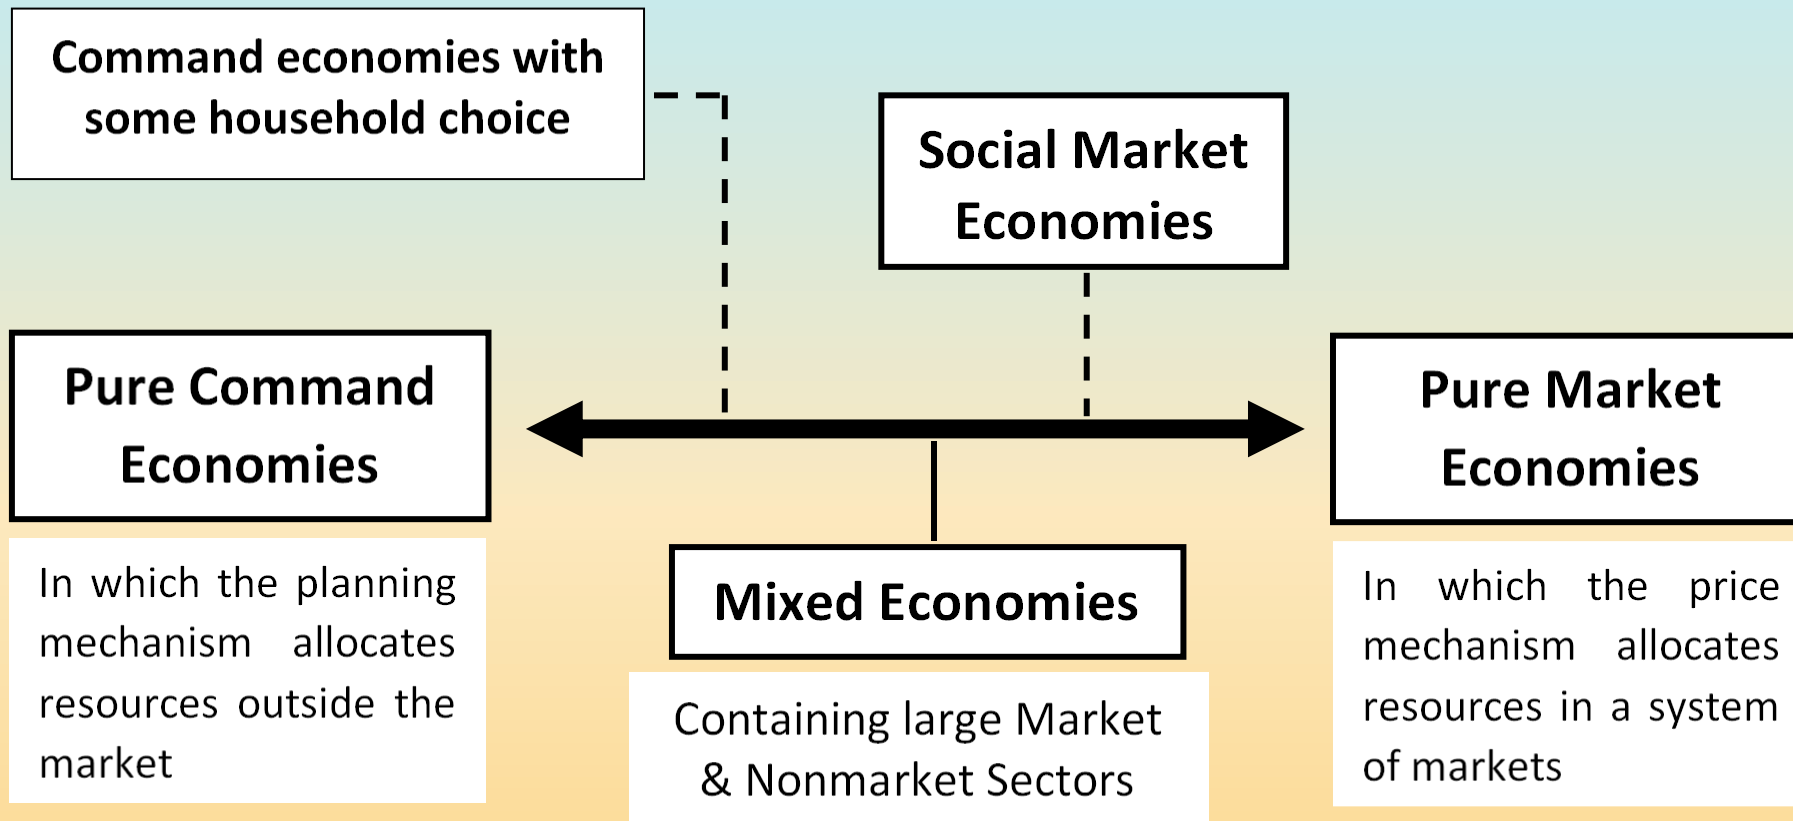 Command economies with
some household choice
Social Market
Economies
Pure Command
Economies
Pure Market
Economies
In which the planning
mechanism allocates
resources outside the
market
Mixed Economies
Containing large Market
& Nonmarket Sectors
In which the price
mechanism allocates
resources in a system
of markets